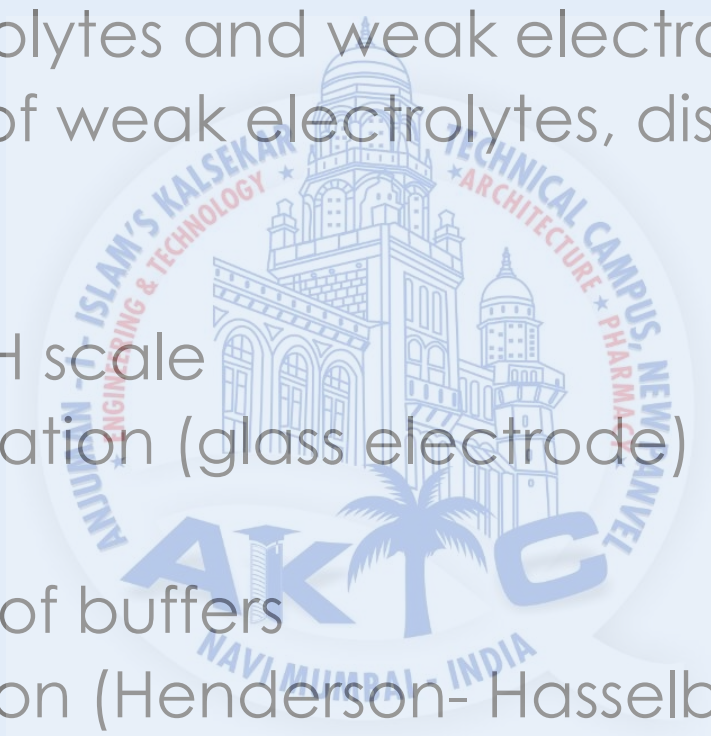 olytes and weak electro
of weak electrolytes, dis
H scale
ation (glass electrode)
of buffers
on (Henderson- Hasselb
ANJUMAN - I - ISLAM'S KALSEKAR TECHNICAL CAMPUS, NEW PANVEL
ENGINEERING & TECHNOLOGY ★ ★ ARCHITECTURE ★ PHARMACY
AKTC
NAVI MUMBAI - INDIA